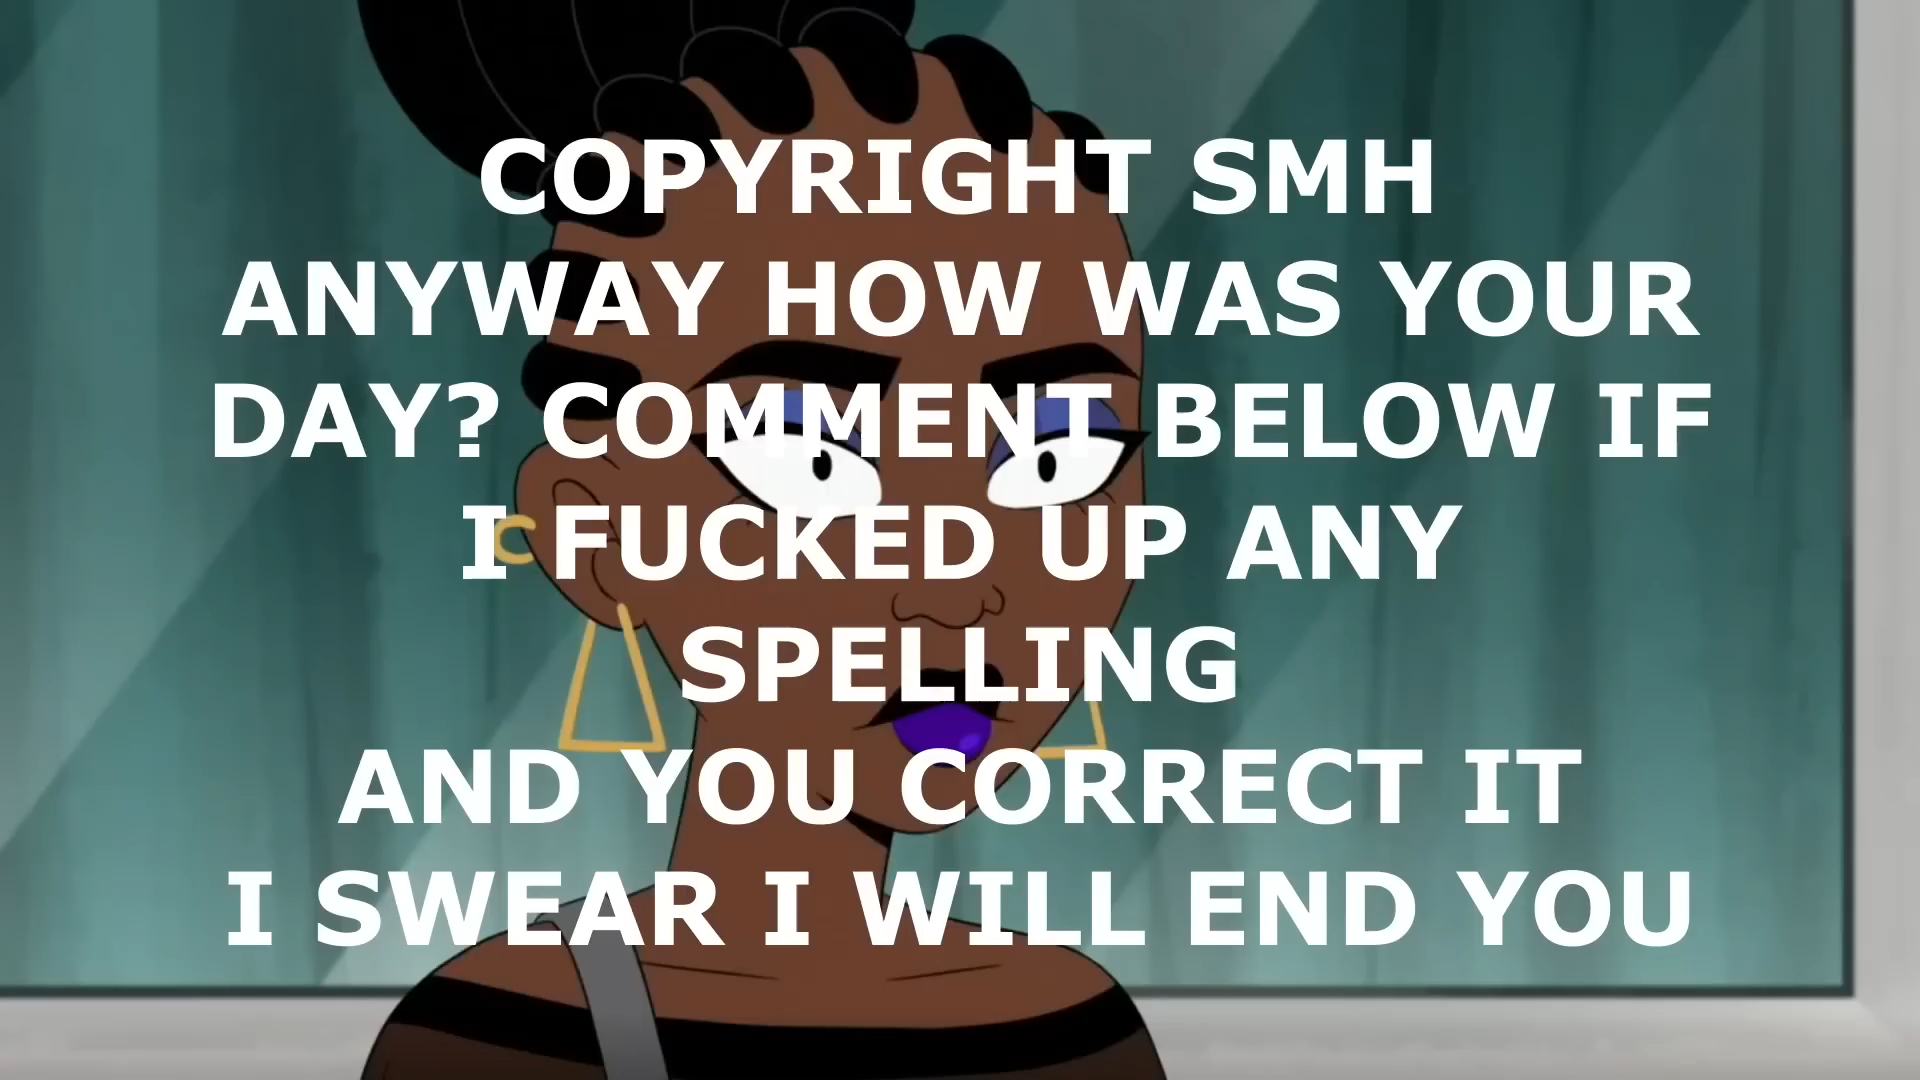 COPYRIGHT SMH
ANYWAY HOW WAS YOUR
DAY? COMMENT BELOW IF
I FUCKED UP ANY
SPELLING
AND YOU CORRECT IT
I SWEAR I WILL END YOU